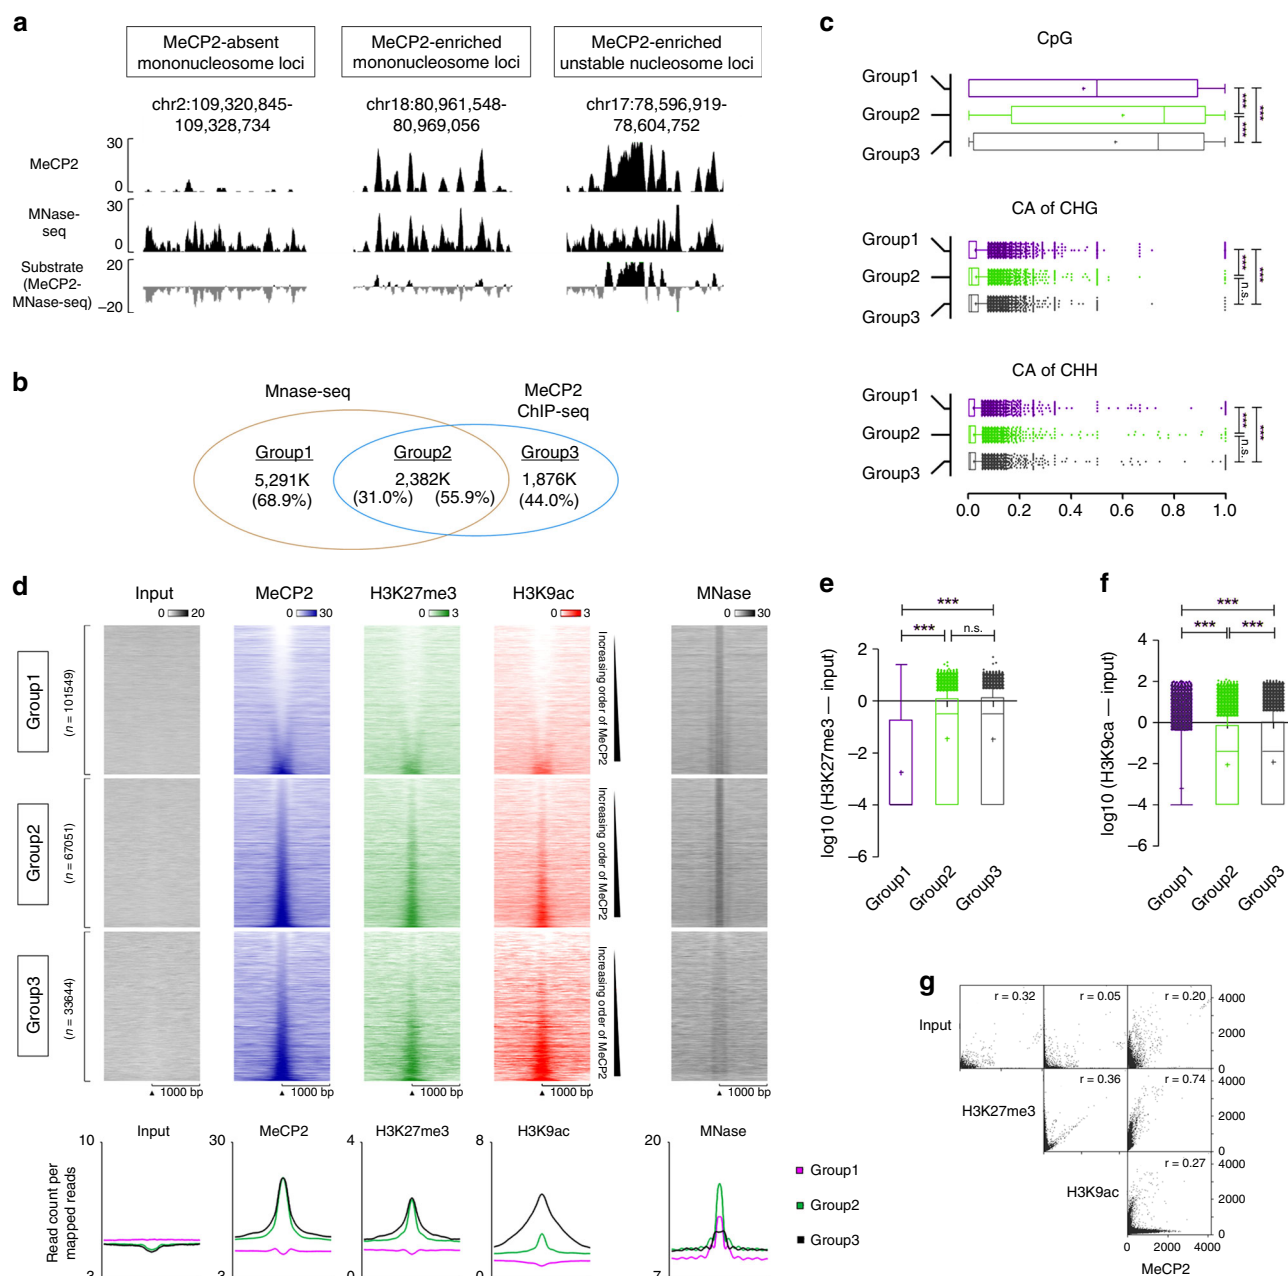 a
MeCP2-absent
mononucleosome loci
MeCP2-enriched
mononucleosome loci
MeCP2-enriched
unstable nucleosome loci
chr2:109,320,845-
109,328,734
chr18:80,961,548-
80,969,056
chr17:78,596,919-
78,604,752
MeCP2
30
0
MNase-
seq
30
0
Substrate
(MeCP2-
MNase-seq)
20
−20
b
Mnase-seq
MeCP2
ChIP-seq
Group1
5,291K
(68.9%)
Group2
2,382K
(31.0%) (55.9%)
Group3
1,876K
(44.0%)
c
CpG
Group1
Group2
Group3
*** *** ***
CA of CHG
Group1
Group2
Group3
*** n.s. ***
CA of CHH
Group1
Group2
Group3
*** n.s. ***
0.0 0.2 0.4 0.6 0.8 1.0
d
Input MeCP2 H3K27me3 H3K9ac MNase
0 20 0 30 0 3 0 3 0 30
Group1
(n = 101549)
Increasing order of MeCP2
Group2
(n = 67051)
Increasing order of MeCP2
Group3
(n = 33644)
Increasing order of MeCP2
▲ 1000 bp ▲ 1000 bp ▲ 1000 bp ▲ 1000 bp ▲ 1000 bp
Input MeCP2 H3K27me3 H3K9ac MNase
10 30 4 8 20
Read count per
mapped reads
3 3 0 0 7
Group1
Group2
Group3
e
***
*** n.s.
log10 (H3K27me3 — input)
2
0
−2
−4
−6
Group1 Group2 Group3
f
***
*** ***
log10 (H3K9ca — input)
4
2
0
−2
−4
−6
Group1 Group2 Group3
g
Input
r = 0.32 r = 0.05 r = 0.20
4000
2000
0
H3K27me3
r = 0.36 r = 0.74
4000
2000
0
H3K9ac
r = 0.27
4000
2000
0
0 2000 4000
MeCP2